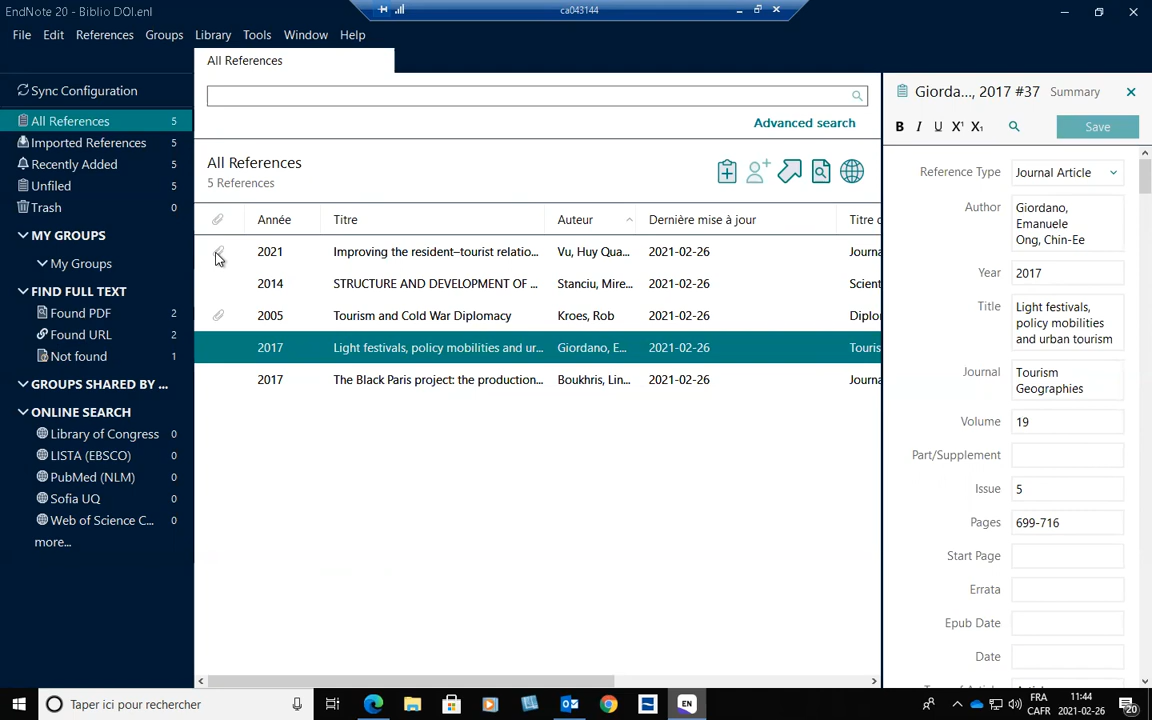 EndNote 20 - Biblio DOI.enl
ca043144
File Edit References Groups Library Tools Window Help
Sync Configuration
All References 5
Imported References 5
Recently Added 5
Unfiled 5
Trash 0
MY GROUPS
My Groups
FIND FULL TEXT
Found PDF 2
Found URL 2
Not found 1
GROUPS SHARED BY ...
ONLINE SEARCH
Library of Congress 0
LISTA (EBSCO) 0
PubMed (NLM) 0
Sofia UQ 0
Web of Science C... 0
more...
All References
Advanced search
All References
5 References
Année Titre Auteur Dernière mise à jour Titre d
2021 Improving the resident–tourist relatio... Vu, Huy Qua... 2021-02-26 Journa
2014 STRUCTURE AND DEVELOPMENT OF ... Stanciu, Mire... 2021-02-26 Scient
2005 Tourism and Cold War Diplomacy Kroes, Rob 2021-02-26 Diplo
2017 Light festivals, policy mobilities and ur... Giordano, E... 2021-02-26 Touris
2017 The Black Paris project: the production... Boukhris, Lin... 2021-02-26 Journa
Giorda..., 2017 #37 Summary
B I U X¹ X₁ Save
Reference Type Journal Article
Author Giordano,
Emanuele
Ong, Chin-Ee
Year 2017
Title Light festivals,
policy mobilities
and urban tourism
Journal Tourism
Geographies
Volume 19
Part/Supplement
Issue 5
Pages 699-716
Start Page
Errata
Epub Date
Date
Taper ici pour rechercher
EN
FRA
CAFR
11:44
2021-02-26
20